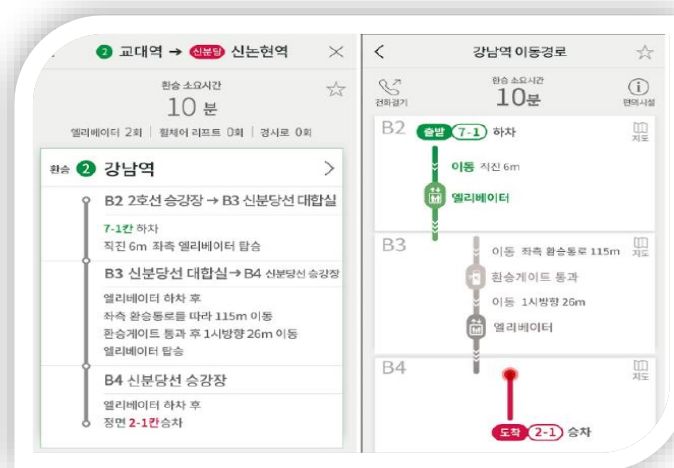 2 교대역 → 신분당 신논현역 ×
환승 소요시간
10 분
엘리베이터 2회 | 휠체어 리프트 0회 | 경사로 0회
환승 2 강남역 >
B2 2호선 승강장 → B3 신분당선 대합실
7-1칸 하차
직진 6m 좌측 엘리베이터 탑승
B3 신분당선 대합실→B4 신분당선 승강장
엘리베이터 하차 후
좌측 환승통로를 따라 115m 이동
환승게이트 통과 후 1시방향 26m 이동
엘리베이터 탑승
B4 신분당선 승강장
엘리베이터 하차 후
정면 2-1칸승차
< 강남역 이동경로
전화걸기
환승 소요시간
10분
편의시설
B2 출발 7-1 하차
지도
이동 직진 6m
엘리베이터
B3
이동 좌측 환승통로 115m
지도
환승게이트 통과
이동 1시방향 26m
엘리베이터
B4
지도
도착 2-1 승차